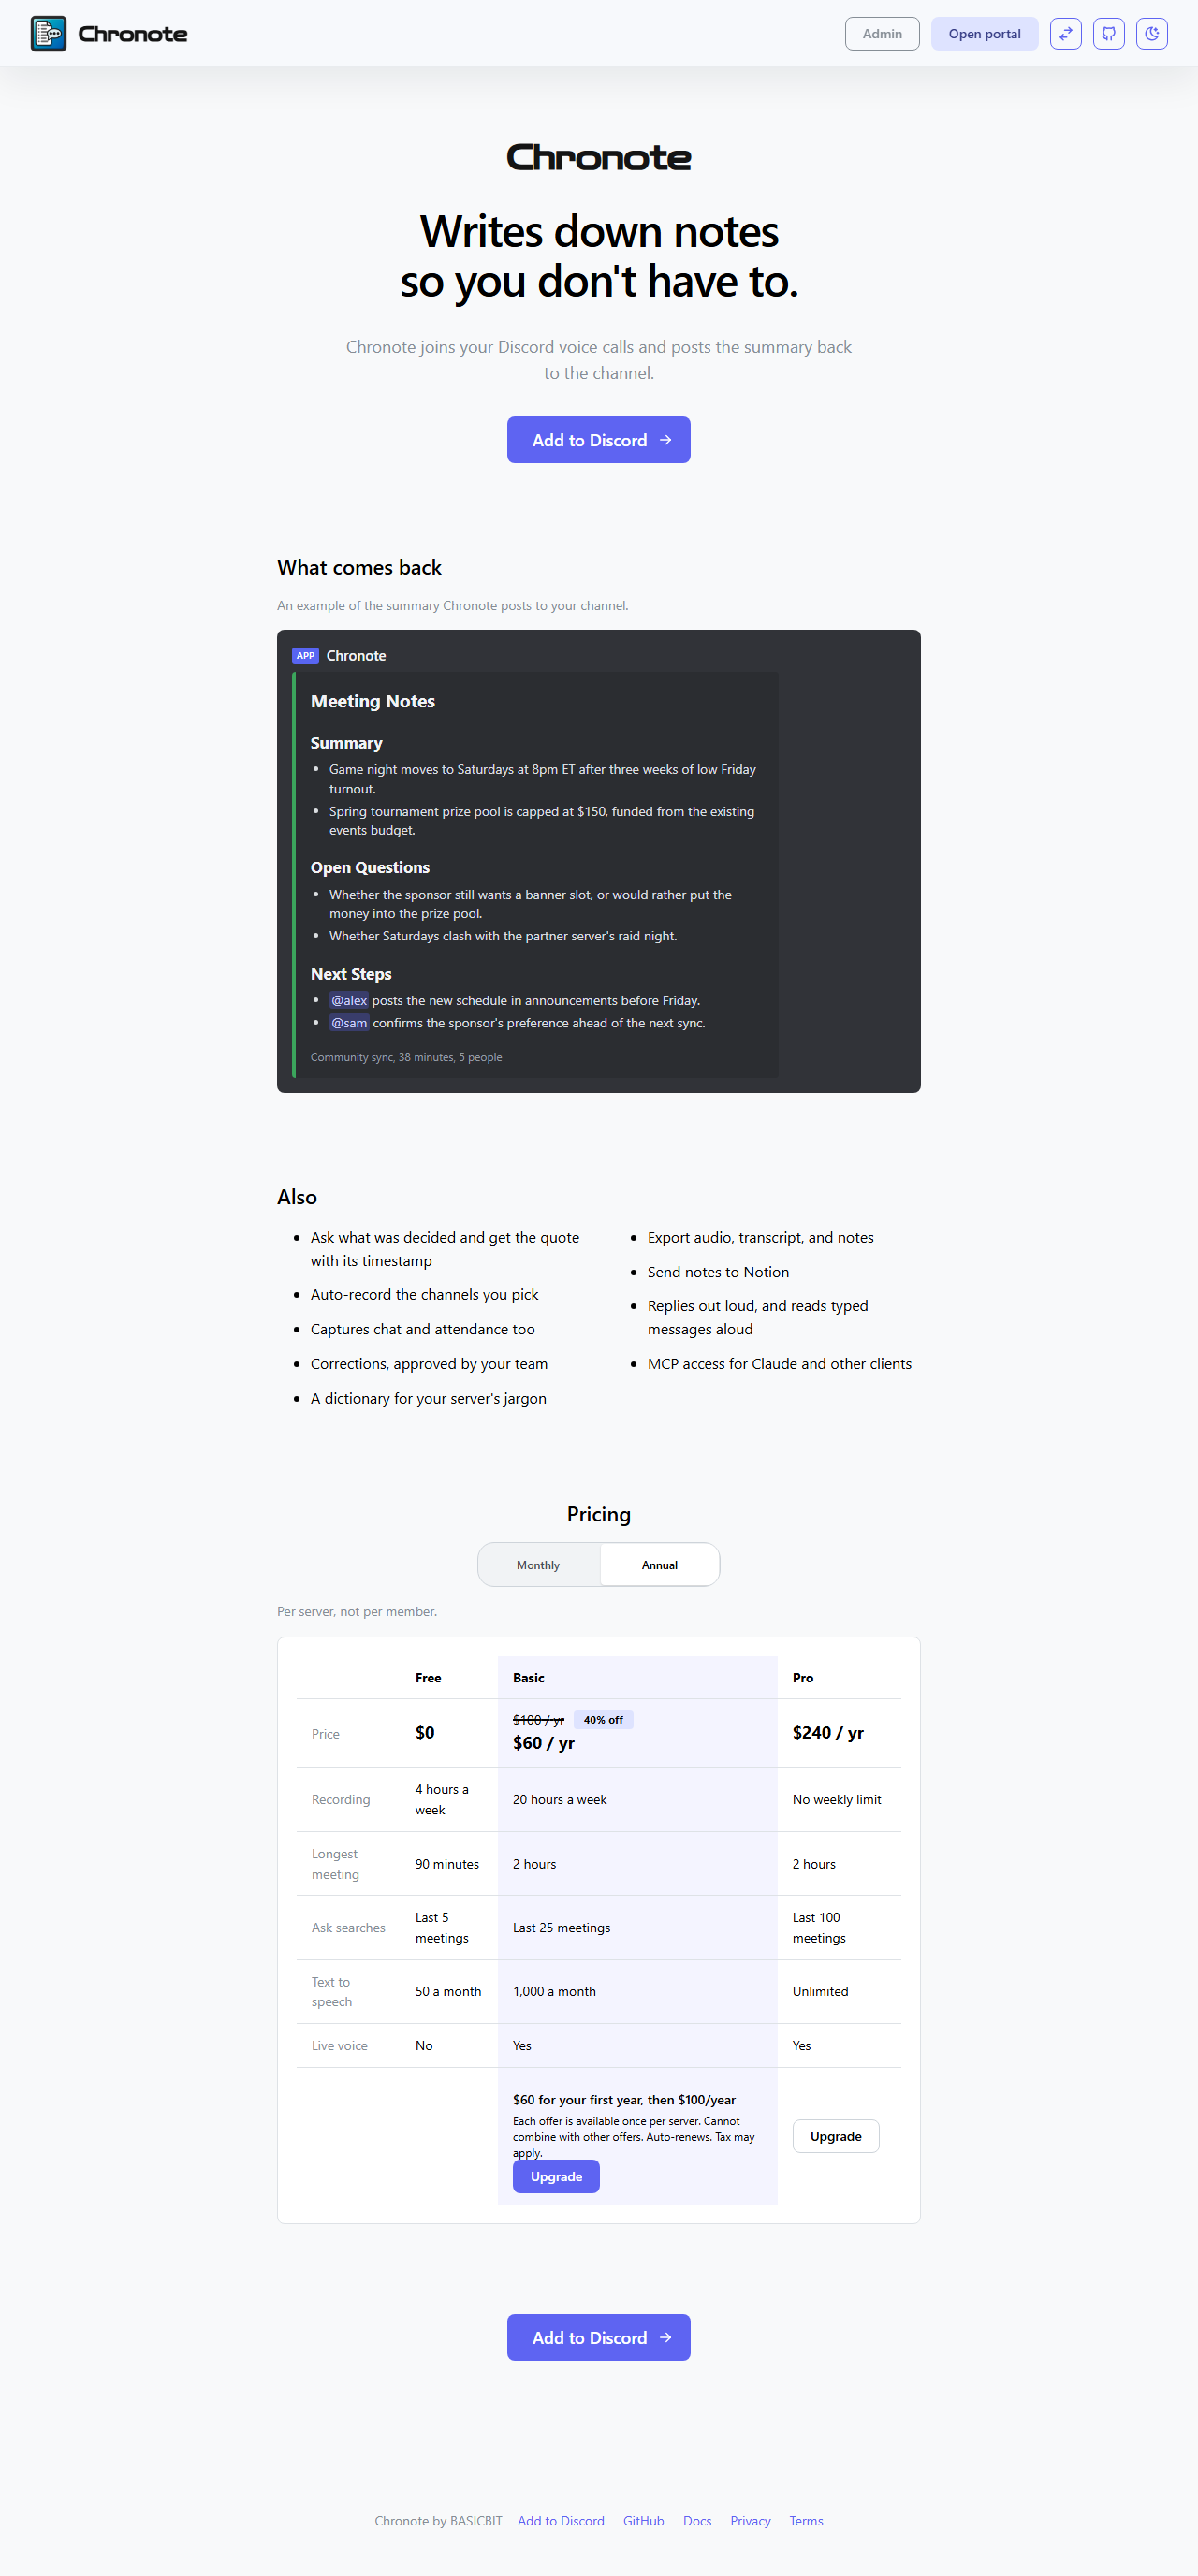 Chronote
Admin
Open portal
Chronote
Writes down notes
so you don't have to.
Chronote joins your Discord voice calls and posts the summary back
to the channel.
Add to Discord →
What comes back
An example of the summary Chronote posts to your channel.
APP Chronote
Meeting Notes
Summary
• Game night moves to Saturdays at 8pm ET after three weeks of low Friday
turnout.
• Spring tournament prize pool is capped at $150, funded from the existing
events budget.
Open Questions
• Whether the sponsor still wants a banner slot, or would rather put the
money into the prize pool.
• Whether Saturdays clash with the partner server's raid night.
Next Steps
• @alex posts the new schedule in announcements before Friday.
• @sam confirms the sponsor's preference ahead of the next sync.
Community sync, 38 minutes, 5 people
Also
• Ask what was decided and get the quote
with its timestamp
• Auto-record the channels you pick
• Captures chat and attendance too
• Corrections, approved by your team
• A dictionary for your server's jargon
• Export audio, transcript, and notes
• Send notes to Notion
• Replies out loud, and reads typed
messages aloud
• MCP access for Claude and other clients
Pricing
Monthly
Annual
Per server, not per member.
Free
Basic
Pro
Price
$0
$100 / yr 40% off
$60 / yr
$240 / yr
Recording
4 hours a
week
20 hours a week
No weekly limit
Longest
meeting
90 minutes
2 hours
2 hours
Ask searches
Last 5
meetings
Last 25 meetings
Last 100
meetings
Text to
speech
50 a month
1,000 a month
Unlimited
Live voice
No
Yes
Yes
$60 for your first year, then $100/year
Each offer is available once per server. Cannot
combine with other offers. Auto-renews. Tax may
apply.
Upgrade
Upgrade
Add to Discord →
Chronote by BASICBIT Add to Discord GitHub Docs Privacy Terms